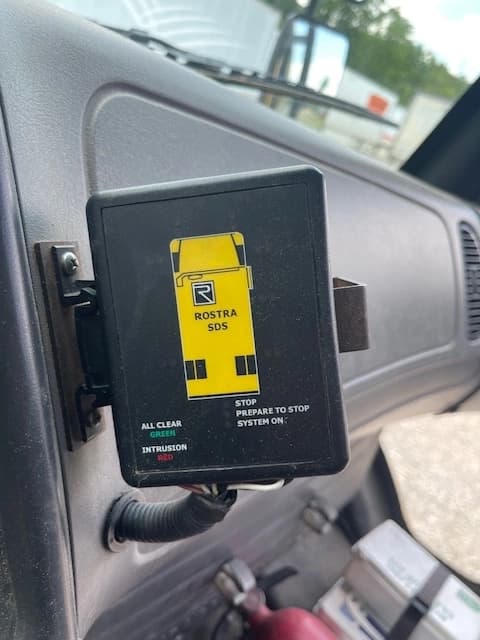 R
ROSTRA
SDS
STOP
PREPARE TO STOP
SYSTEM ON
ALL CLEAR
GREEN
INTRUSION
RED